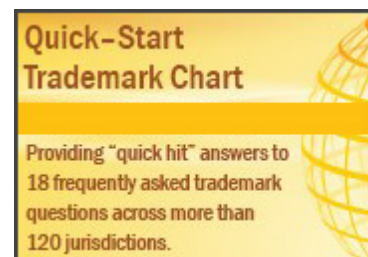 Quick-Start
Trademark Chart
Providing "quick hit" answers to
18 frequently asked trademark
questions across more than
120 jurisdictions.